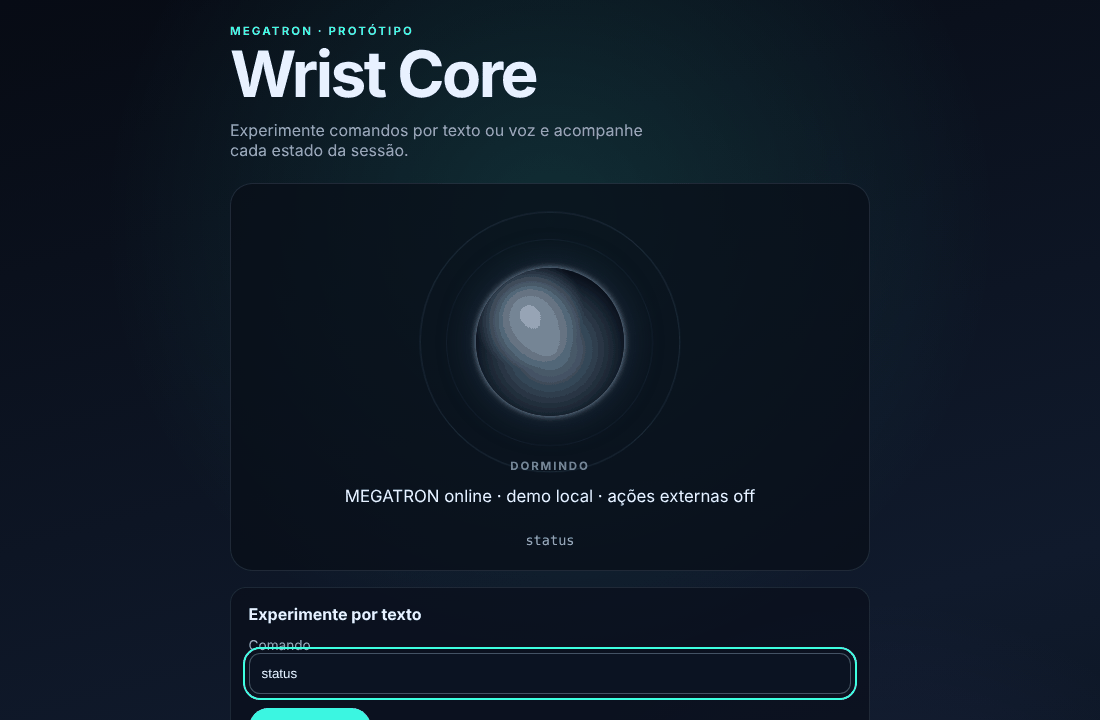 MEGATRON · PROTÓTIPO
Wrist Core
Experimente comandos por texto ou voz e acompanhe
cada estado da sessão.
DORMINDO
MEGATRON online · demo local · ações externas off
status
Experimente por texto
Comando
status